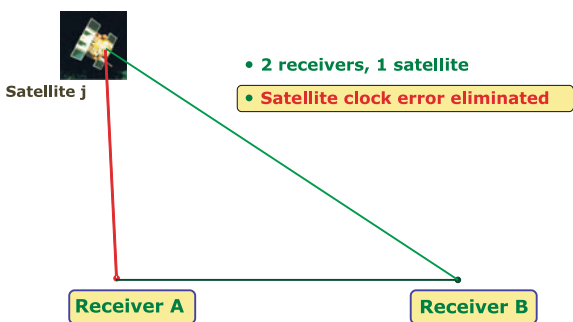 Satellite j
• 2 receivers, 1 satellite
• Satellite clock error eliminated
Receiver A
Receiver B